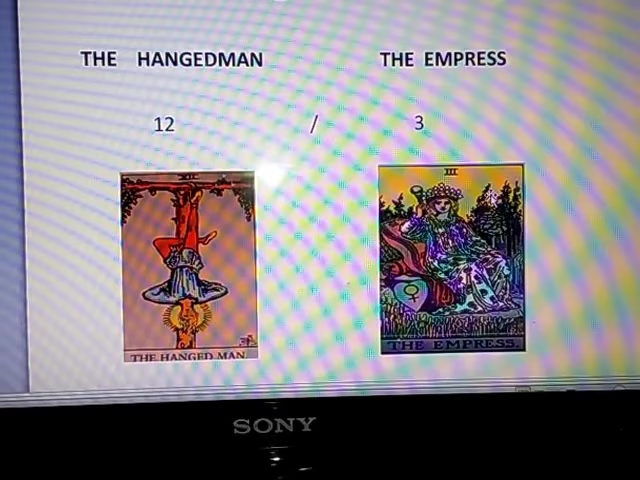 THE HANGEDMAN THE EMPRESS
12 / 3
XII III
THE HANGED MAN. THE EMPRESS.
SONY